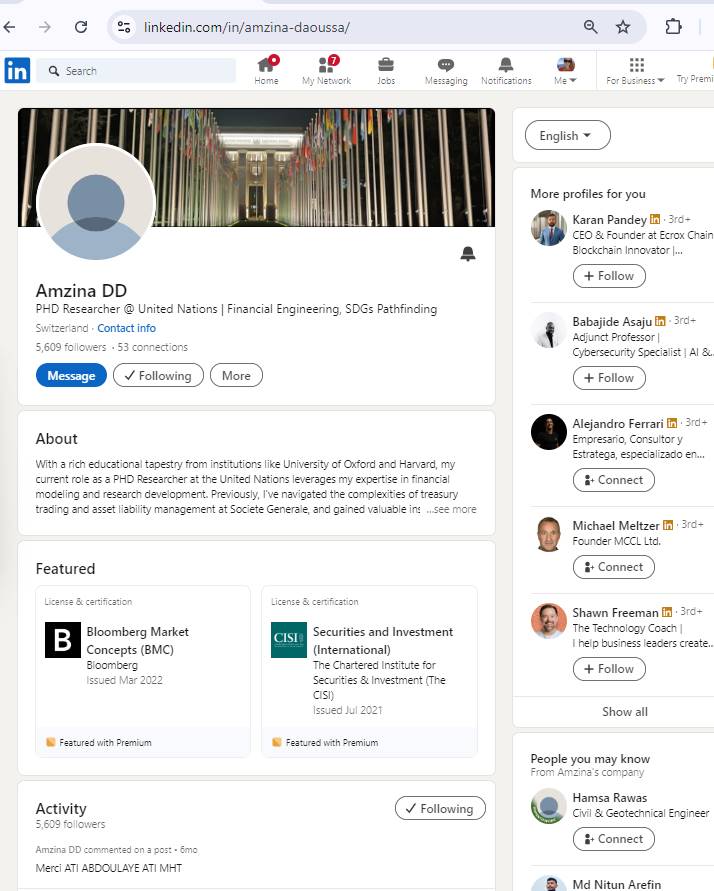 linkedin.com/in/amzina-daoussa/
in
Search
Home
7
My Network
Jobs
Messaging
Notifications
Me
For Business
Try Premi
English
Amzina DD
PHD Researcher @ United Nations | Financial Engineering, SDGs Pathfinding
Switzerland · Contact info
5,609 followers · 53 connections
Message
Following
More
About
With a rich educational tapestry from institutions like University of Oxford and Harvard, my
current role as a PHD Researcher at the United Nations leverages my expertise in financial
modeling and research development. Previously, I've navigated the complexities of treasury
trading and asset liability management at Societe Generale, and gained valuable ins ...see more
Featured
License & certification
B
Bloomberg Market
Concepts (BMC)
Bloomberg
Issued Mar 2022
Featured with Premium
License & certification
CISI
Securities and Investment
(International)
The Chartered Institute for
Securities & Investment (The
CISI)
Issued Jul 2021
Featured with Premium
Activity
Following
5,609 followers
Amzina DD commented on a post • 6mo
Merci ATI ABDOULAYE ATI MHT
More profiles for you
Karan Pandey in · 3rd+
CEO & Founder at Ecrox Chain
Blockchain Innovator |...
+ Follow
Babajide Asaju in · 3rd+
Adjunct Professor |
Cybersecurity Specialist | AI &...
+ Follow
Alejandro Ferrari in · 3rd+
Empresario, Consultor y
Estratega, especializado en...
Connect
Michael Meltzer in · 3rd+
Founder MCCL Ltd.
Connect
Shawn Freeman in · 3rd+
The Technology Coach |
I help business leaders create...
+ Follow
Show all
People you may know
From Amzina's company
Hamsa Rawas
Civil & Geotechnical Engineer
Connect
Md Nitun Arefin